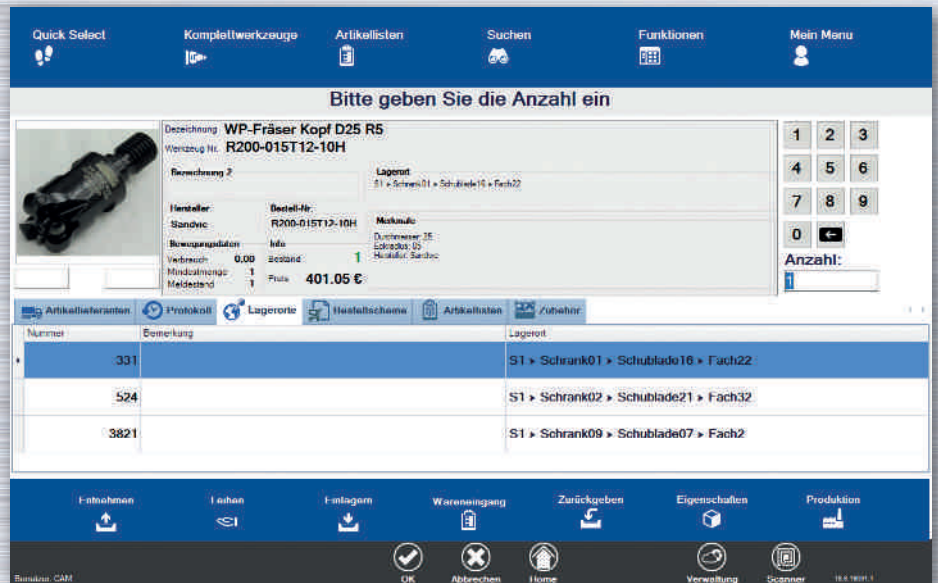 Quick Select Komplettwerkzeuge Artikellisten Suchen Funktionen Mein Menu
Bitte geben Sie die Anzahl ein
Bezeichnung WP-Fräser Kopf D25 R5
Werkzeug Nr. R200-015T12-10H
Bezeichnung 2
Lagerort
S1 ▸ Schrank01 ▸ Schublade16 ▸ Fach22
Hersteller Bestell-Nr.
Sandvic R200-015T12-10H
Merkmale
Durchmesser: 25
Eckradius: 05
Hersteller: Sandvic
Bewegungsdaten Info
Verbrauch 0,00 Bestand 1
Mindestmenge 1
Meldestand 1 Preis 401.05 €
1 2 3
4 5 6
7 8 9
0
Anzahl:
1
Artikellieferanten Protokoll Lagerorte Bestellscheme Artikellisten Zubehör
Nummer Bemerkung Lagerort
331 S1 ▸ Schrank01 ▸ Schublade16 ▸ Fach22
524 S1 ▸ Schrank02 ▸ Schublade21 ▸ Fach32
3821 S1 ▸ Schrank09 ▸ Schublade07 ▸ Fach2
Entnehmen Leihen Einlagern Wareneingang Zurückgeben Eigenschaften Produktion
OK Abbrechen Home Verwaltung Scanner
Benutzer: CAM